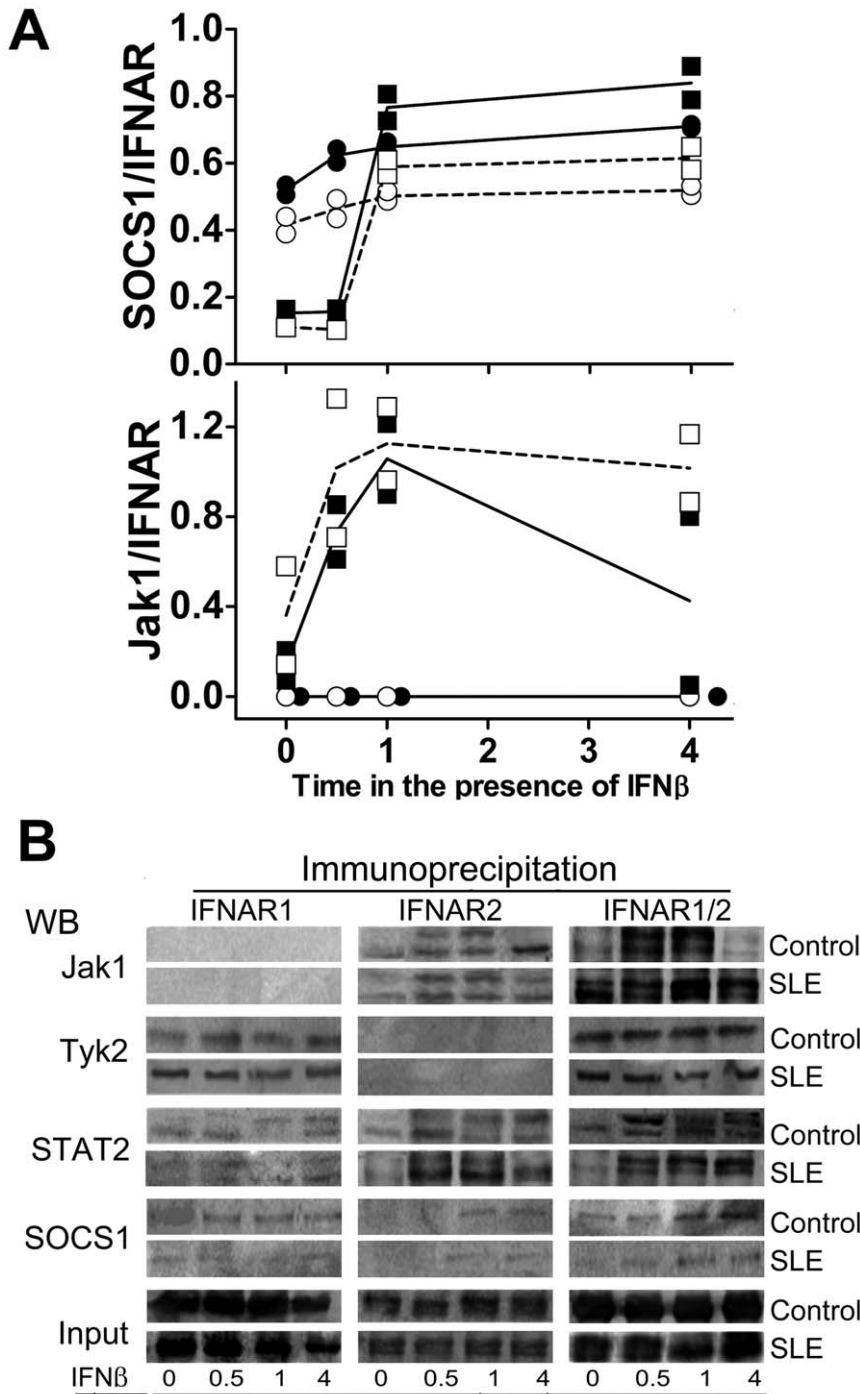 A
SOCS1/IFNAR
1.0
0.8
0.6
0.4
0.2
0.0
Jak1/IFNAR
1.2
0.8
0.4
0.0
0 1 2 3 4
Time in the presence of IFNβ
B
Immunoprecipitation
WB IFNAR1 IFNAR2 IFNAR1/2
Jak1 Control
SLE
Tyk2 Control
SLE
STAT2 Control
SLE
SOCS1 Control
SLE
Input Control
SLE
IFNβ 0 0.5 1 4 0 0.5 1 4 0 0.5 1 4